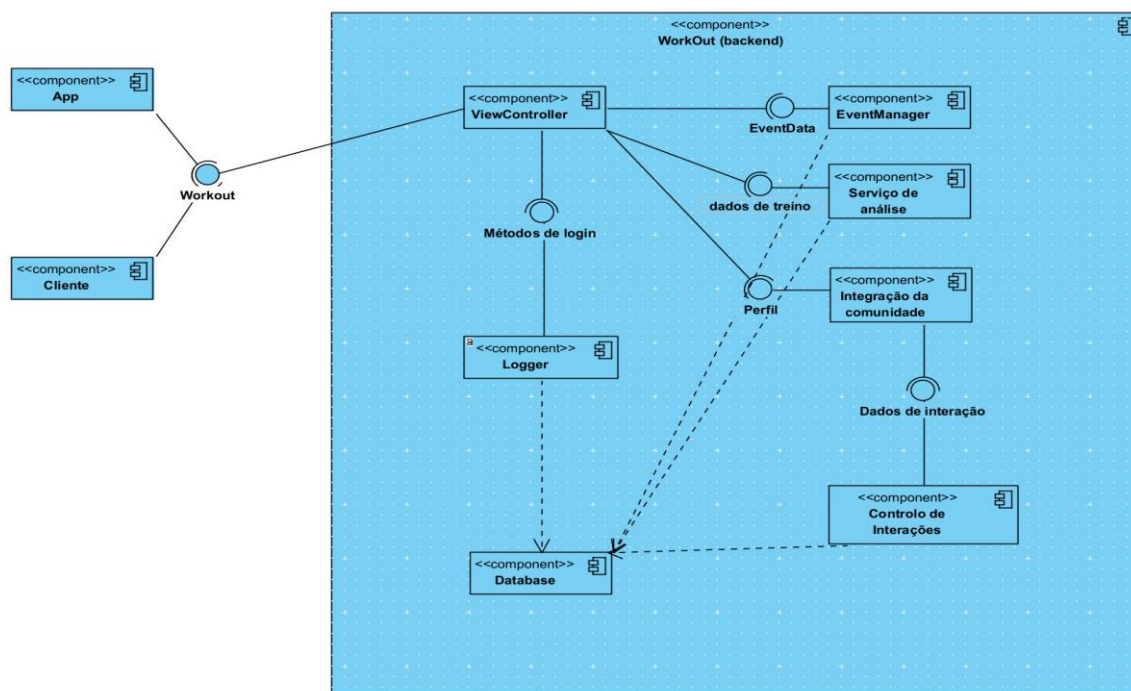 <<component>>
WorkOut (backend)
<<component>>
App
<<component>>
ViewController
<<component>>
EventManager
EventData
<<component>>
Serviço de
análise
dados de treino
Workout
Métodos de login
<<component>>
Cliente
<<component>>
Integração da
comunidade
Perfil
a
<<component>>
Logger
Dados de interação
<<component>>
Controlo de
Interações
<<component>>
Database